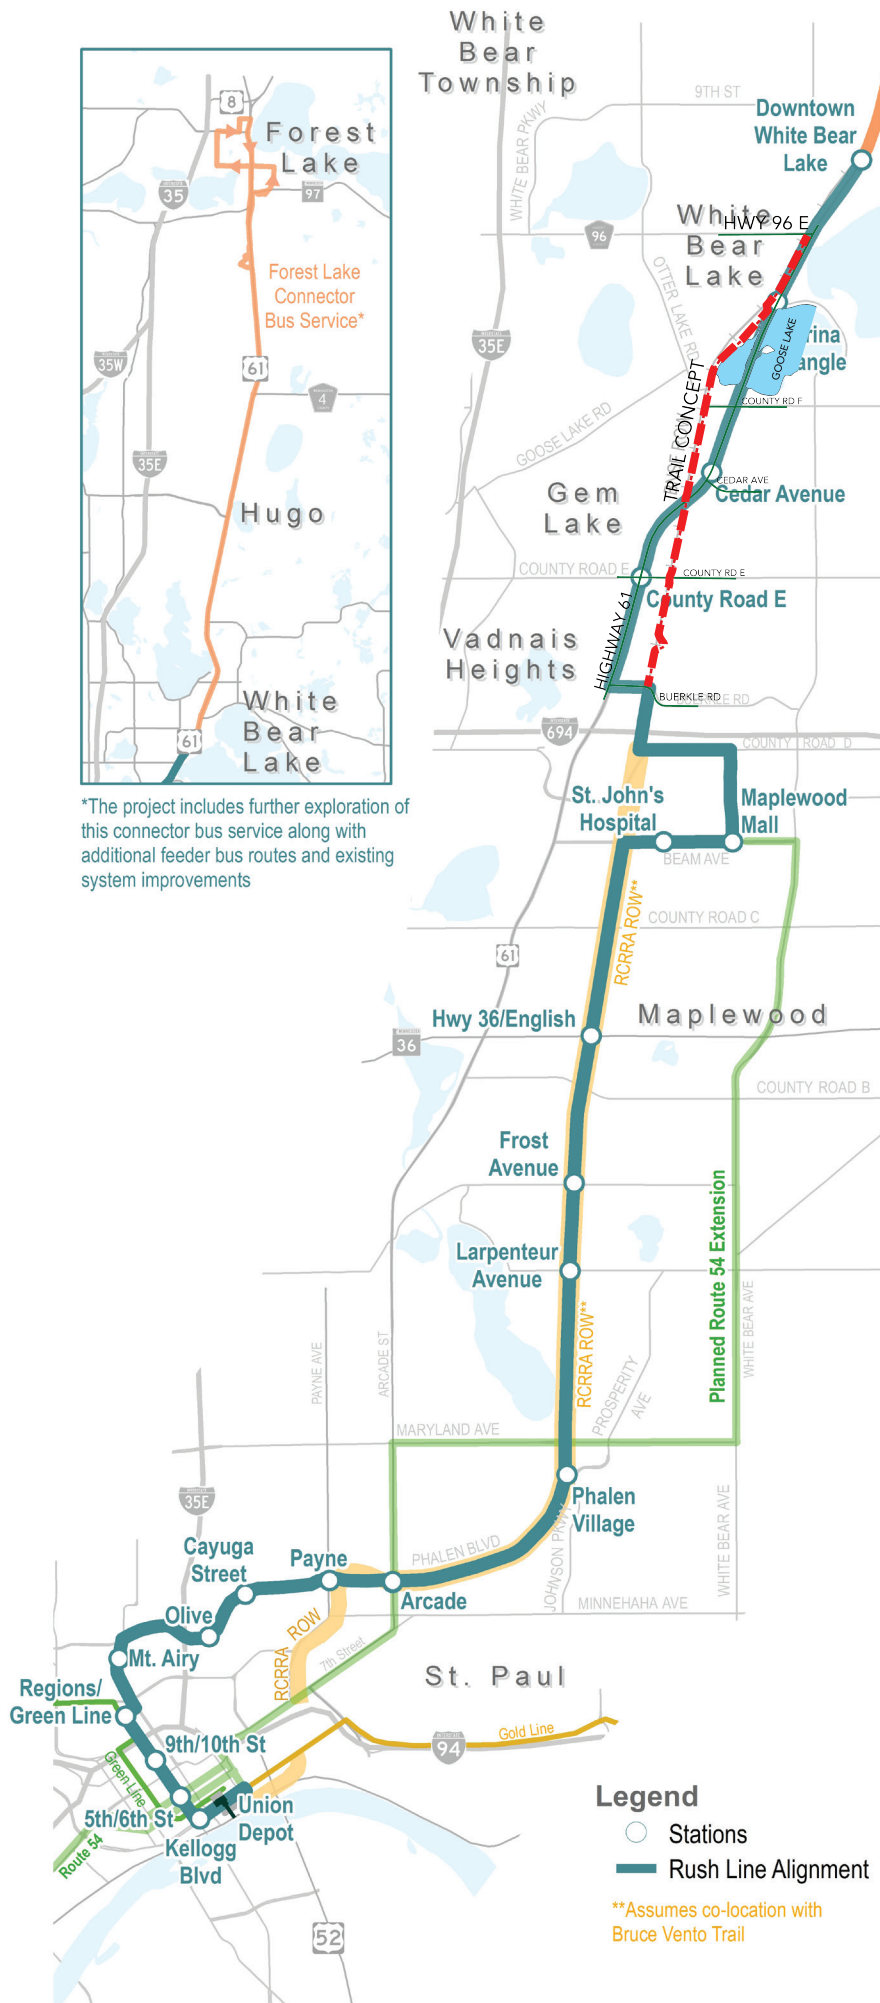 White
Bear
Township
9TH ST
WHITE BEAR PKWY
Downtown
White Bear
Lake
8
Forest
Lake
35
97
White
Bear
Lake
HWY 96 E
96
OTTER LAKE RD
Forest Lake
Connector
Bus Service*
35E
GOOSE LAKE
rina
angle
35W
61
4
TRAIL CONCEPT
COUNTY RD F
GOOSE LAKE RD
35E
CEDAR AVE
Cedar Avenue
Hugo
Gem
Lake
COUNTY ROAD E
COUNTY RD E
County Road E
HIGHWAY 61
Vadnais
Heights
BUERKLE RD
BUERKLE RD
White
Bear
Lake
61
694
COUNTY ROAD D
*The project includes further exploration of
this connector bus service along with
additional feeder bus routes and existing
system improvements
St. John's
Hospital
Maplewood
Mall
BEAM AVE
RCRRA ROW**
COUNTY ROAD C
61
Hwy 36/English
Maplewood
36
COUNTY ROAD B
Frost
Avenue
Planned Route 54 Extension
Larpenteur
Avenue
RCRRA ROW**
WHITE BEAR AVE
PAYNE AVE
ARCADE ST
PROSPERITY
AVE
MARYLAND AVE
35E
Phalen
Village
WHITE BEAR AVE
JOHNSON PKWY
PHALEN BLVD
Cayuga
Street
Payne
Arcade
MINNEHAHA AVE
Olive
RCRRA ROW
7th Street
Mt. Airy
St. Paul
Regions/
Green Line
Gold Line
94
9th/10th St
Green Line
5th/6th St
Union
Depot
Route 54
Kellogg
Blvd
52
Legend
Stations
Rush Line Alignment
**Assumes co-location with
Bruce Vento Trail